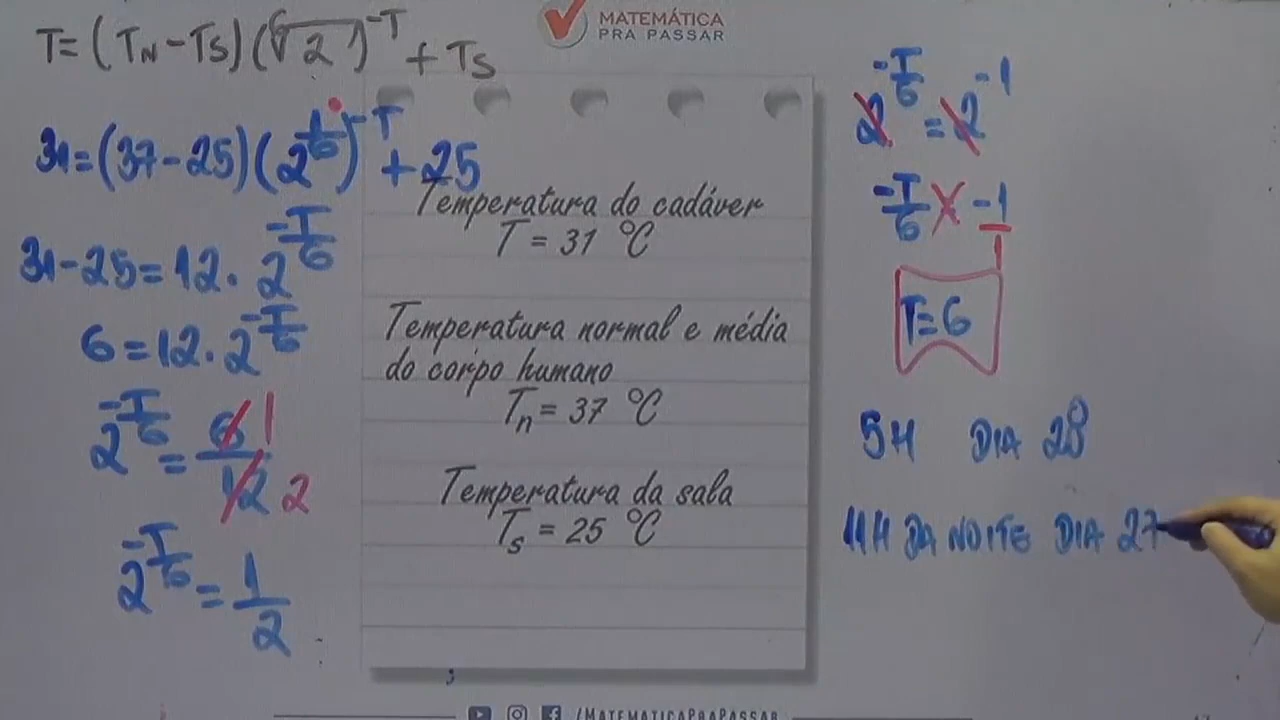 MATEMÁTICA
PRA PASSAR
T=(TN-TS)(⁶√2)^-T+TS
31=(37-25)(2^1/6)^-T+25
31-25=12.2^-T/6
6=12.2^-T/6
2^-T/6=6/12 1 2
2^-T/6=1/2
Temperatura do cadáver
T = 31 °C
Temperatura normal e média
do corpo humano
Tn = 37 °C
Temperatura da sala
Ts = 25 °C
2^-T/6=2^-1
-T/6 X -1/1
T=6
5H DIA 28
11H DA NOITE DIA 27
/MATEMATICAPRAPASSAR